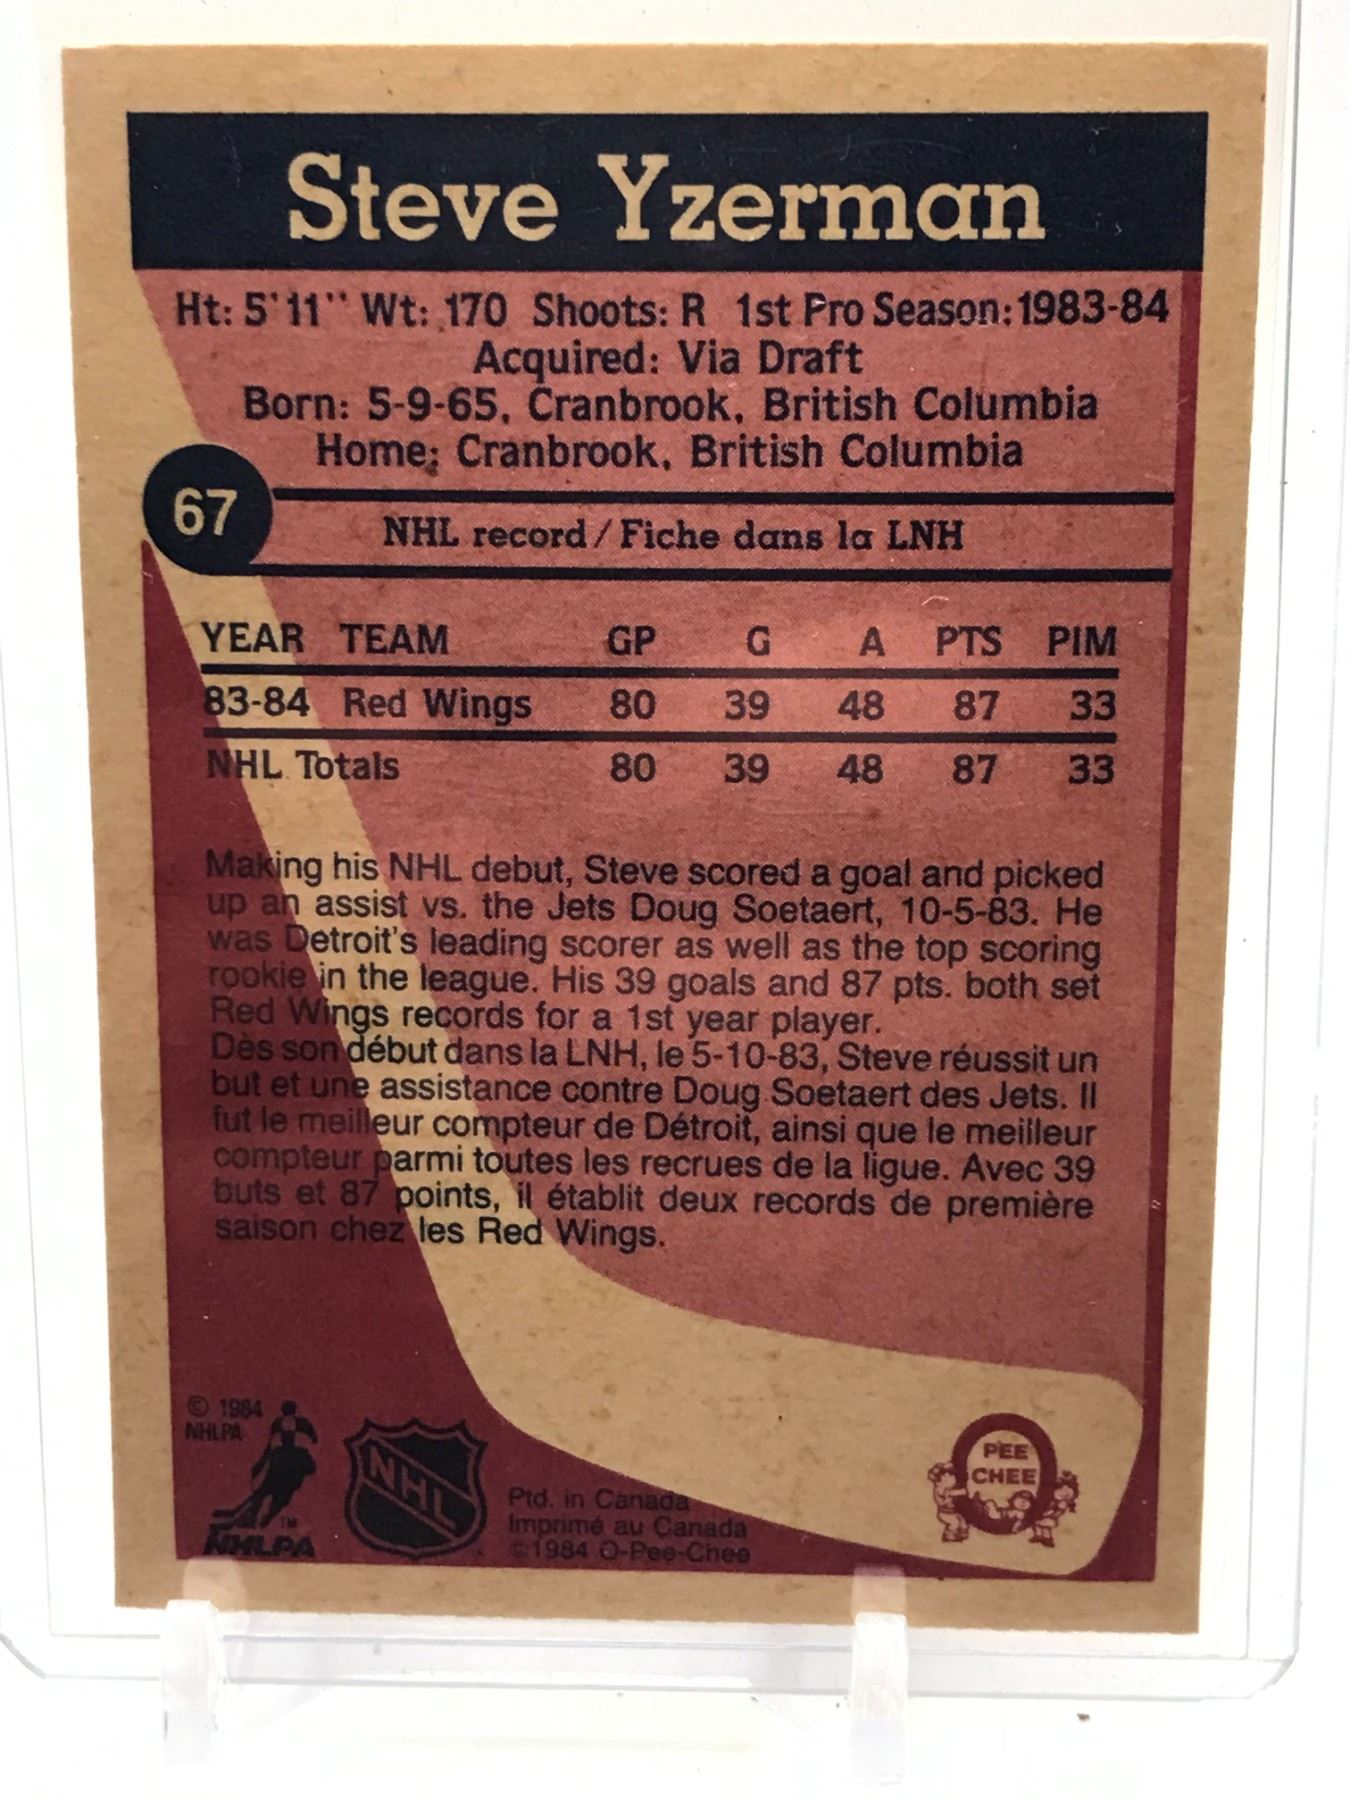 Steve Yzerman
Ht: 5'11" Wt: 170 Shoots: R 1st Pro Season: 1983-84
Acquired: Via Draft
Born: 5-9-65, Cranbrook, British Columbia
Home: Cranbrook, British Columbia
67
NHL record / Fiche dans la LNH
YEAR TEAM GP G A PTS PIM
83-84 Red Wings 80 39 48 87 33
NHL Totals 80 39 48 87 33
Making his NHL debut, Steve scored a goal and picked
up an assist vs. the Jets Doug Soetaert, 10-5-83. He
was Detroit's leading scorer as well as the top scoring
rookie in the league. His 39 goals and 87 pts. both set
Red Wings records for a 1st year player.
Dès son début dans la LNH, le 5-10-83, Steve réussit un
but et une assistance contre Doug Soetaert des Jets. Il
fut le meilleur compteur de Détroit, ainsi que le meilleur
compteur parmi toutes les recrues de la ligue. Avec 39
buts et 87 points, il établit deux records de première
saison chez les Red Wings.
© 1984
NHLPA
TM
NHLPA
NHL
Ptd. in Canada
Imprimé au Canada
©1984 O-Pee-Chee
PEE
CHEE